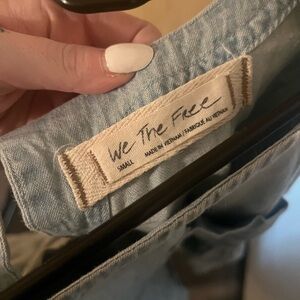 We The Free
SMALL
MADE IN VIETNAM / FABRIQUÉ AU VIETNAM